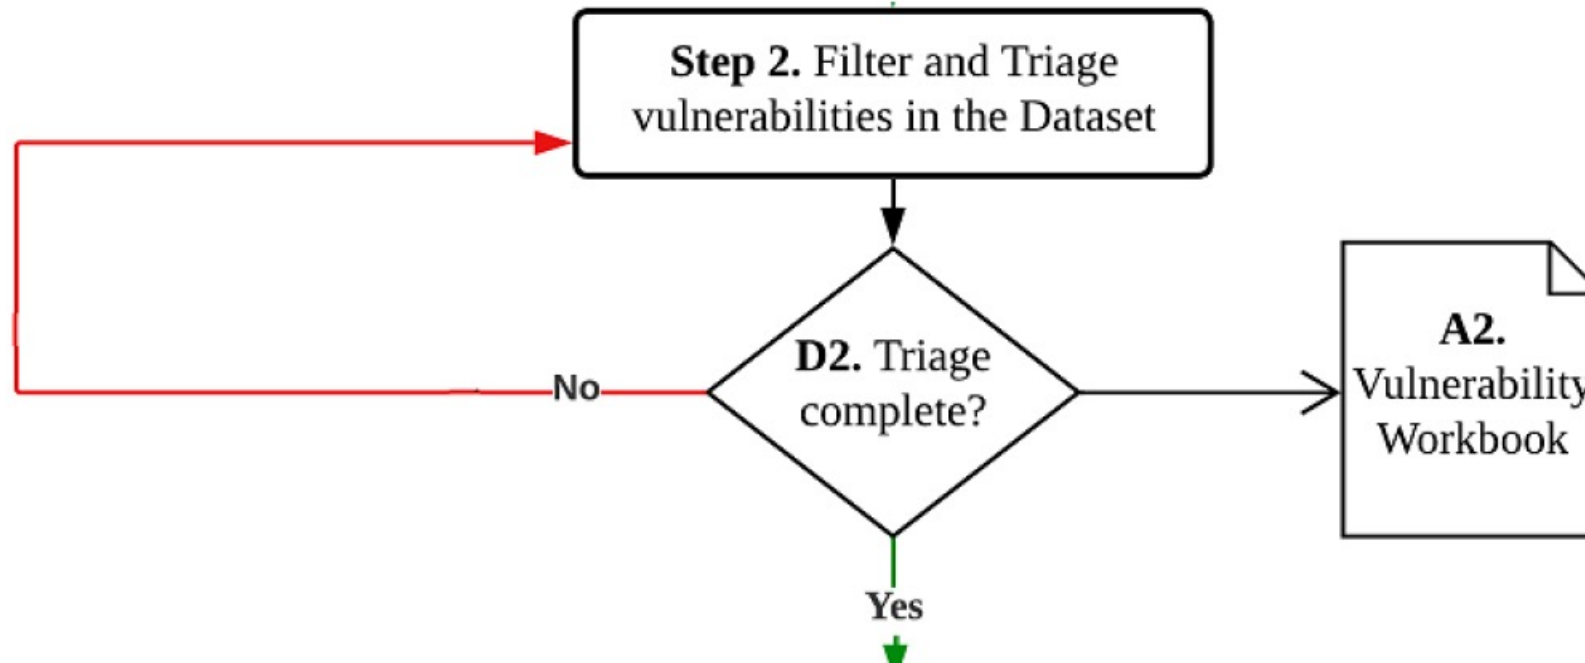 Step 2. Filter and Triage
vulnerabilities in the Dataset
D2. Triage
complete?
No
Yes
A2.
Vulnerability
Workbook